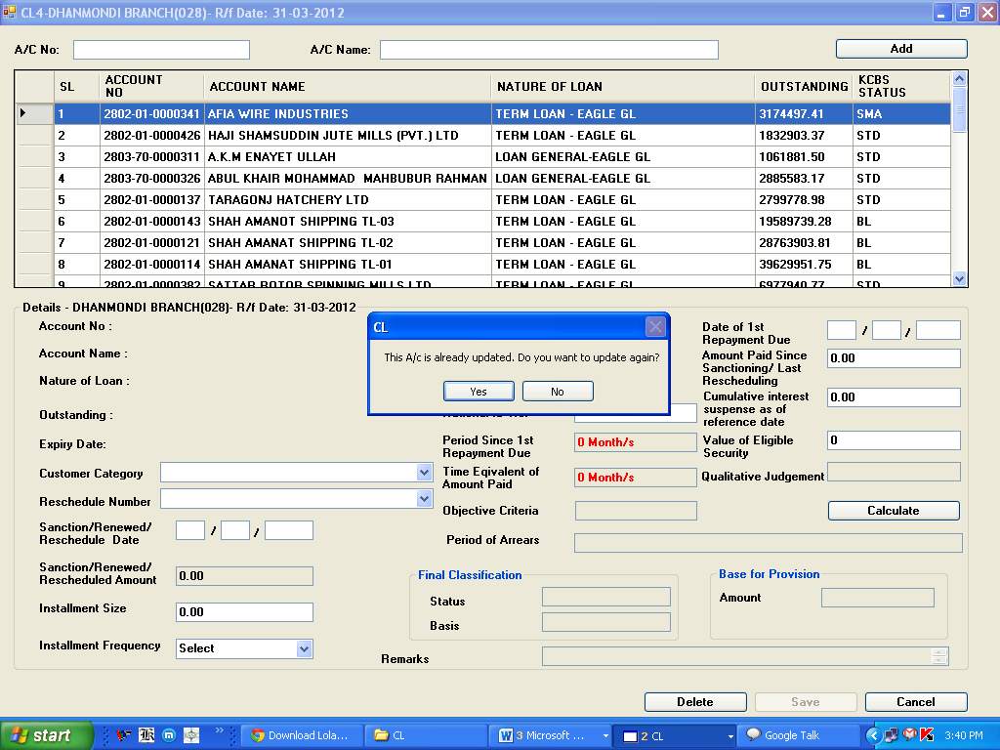 CL4-DHANMONDI BRANCH(028)- R/f Date: 31-03-2012
A/C No: A/C Name: Add
SL ACCOUNT NO ACCOUNT NAME NATURE OF LOAN OUTSTANDING KCBS STATUS
1 2802-01-0000341 AFIA WIRE INDUSTRIES TERM LOAN - EAGLE GL 3174497.41 SMA
2 2802-01-0000426 HAJI SHAMSUDDIN JUTE MILLS (PVT.) LTD TERM LOAN - EAGLE GL 1832903.37 STD
3 2803-70-0000311 A.K.M ENAYET ULLAH LOAN GENERAL-EAGLE GL 1061881.50 STD
4 2803-70-0000326 ABUL KHAIR MOHAMMAD MAHBUBUR RAHMAN LOAN GENERAL-EAGLE GL 2885583.17 STD
5 2802-01-0000137 TARAGONJ HATCHERY LTD TERM LOAN - EAGLE GL 2799778.98 STD
6 2802-01-0000143 SHAH AMANOT SHIPPING TL-03 TERM LOAN - EAGLE GL 19589739.28 BL
7 2802-01-0000121 SHAH AMANAT SHIPPING TL-02 TERM LOAN - EAGLE GL 28763903.81 BL
8 2802-01-0000114 SHAH AMANAT SHIPPING TL-01 TERM LOAN - EAGLE GL 39629951.75 BL
9 2802-01-0000382 SATTAR ROTOR SPINNING MILLS LTD TERM LOAN - EAGLE GL 6977940.77 STD
Details - DHANMONDI BRANCH(028)- R/f Date: 31-03-2012
Account No :
Account Name :
Nature of Loan :
Outstanding :
Expiry Date:
Customer Category
Reschedule Number
Sanction/Renewed/
Reschedule Date / /
Sanction/Renewed/
Rescheduled Amount 0.00
Installment Size 0.00
Installment Frequency Select
CL
This A/c is already updated. Do you want to update again?
Yes No
Period Since 1st
Repayment Due 0 Month/s
Time Eqivalent of
Amount Paid 0 Month/s
Objective Criteria
Period of Arrears
Date of 1st
Repayment Due / /
Amount Paid Since
Sanctioning/ Last
Rescheduling 0.00
Cumulative interest
suspense as of
reference date 0.00
Value of Eligible
Security 0
Qualitative Judgement
Calculate
Final Classification
Status
Basis
Base for Provision
Amount
Remarks
Delete Save Cancel
start Download Lola... CL 3 Microsoft ... 2 CL Google Talk 3:40 PM